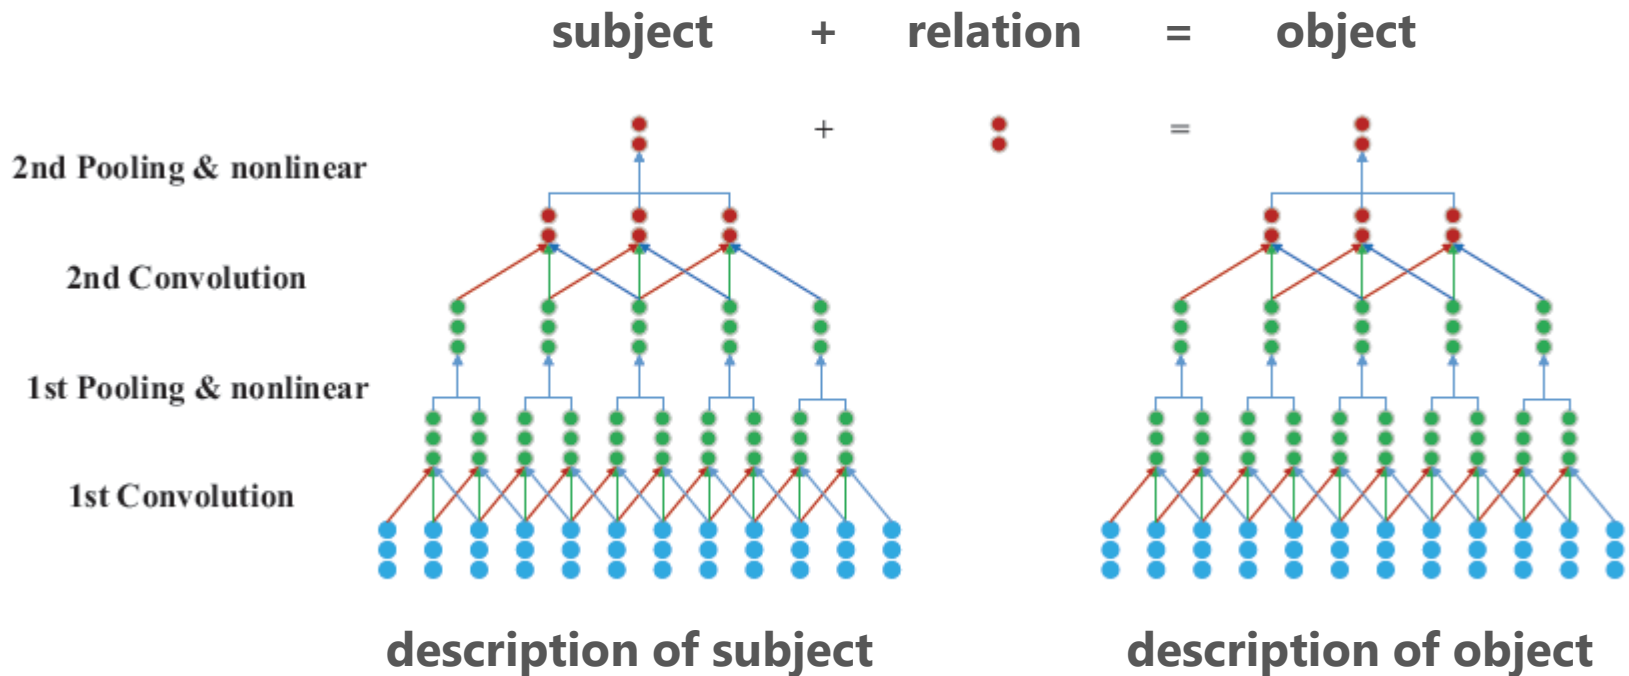 subject + relation = object
+ =
2nd Pooling & nonlinear
2nd Convolution
1st Pooling & nonlinear
1st Convolution
description of subject
description of object